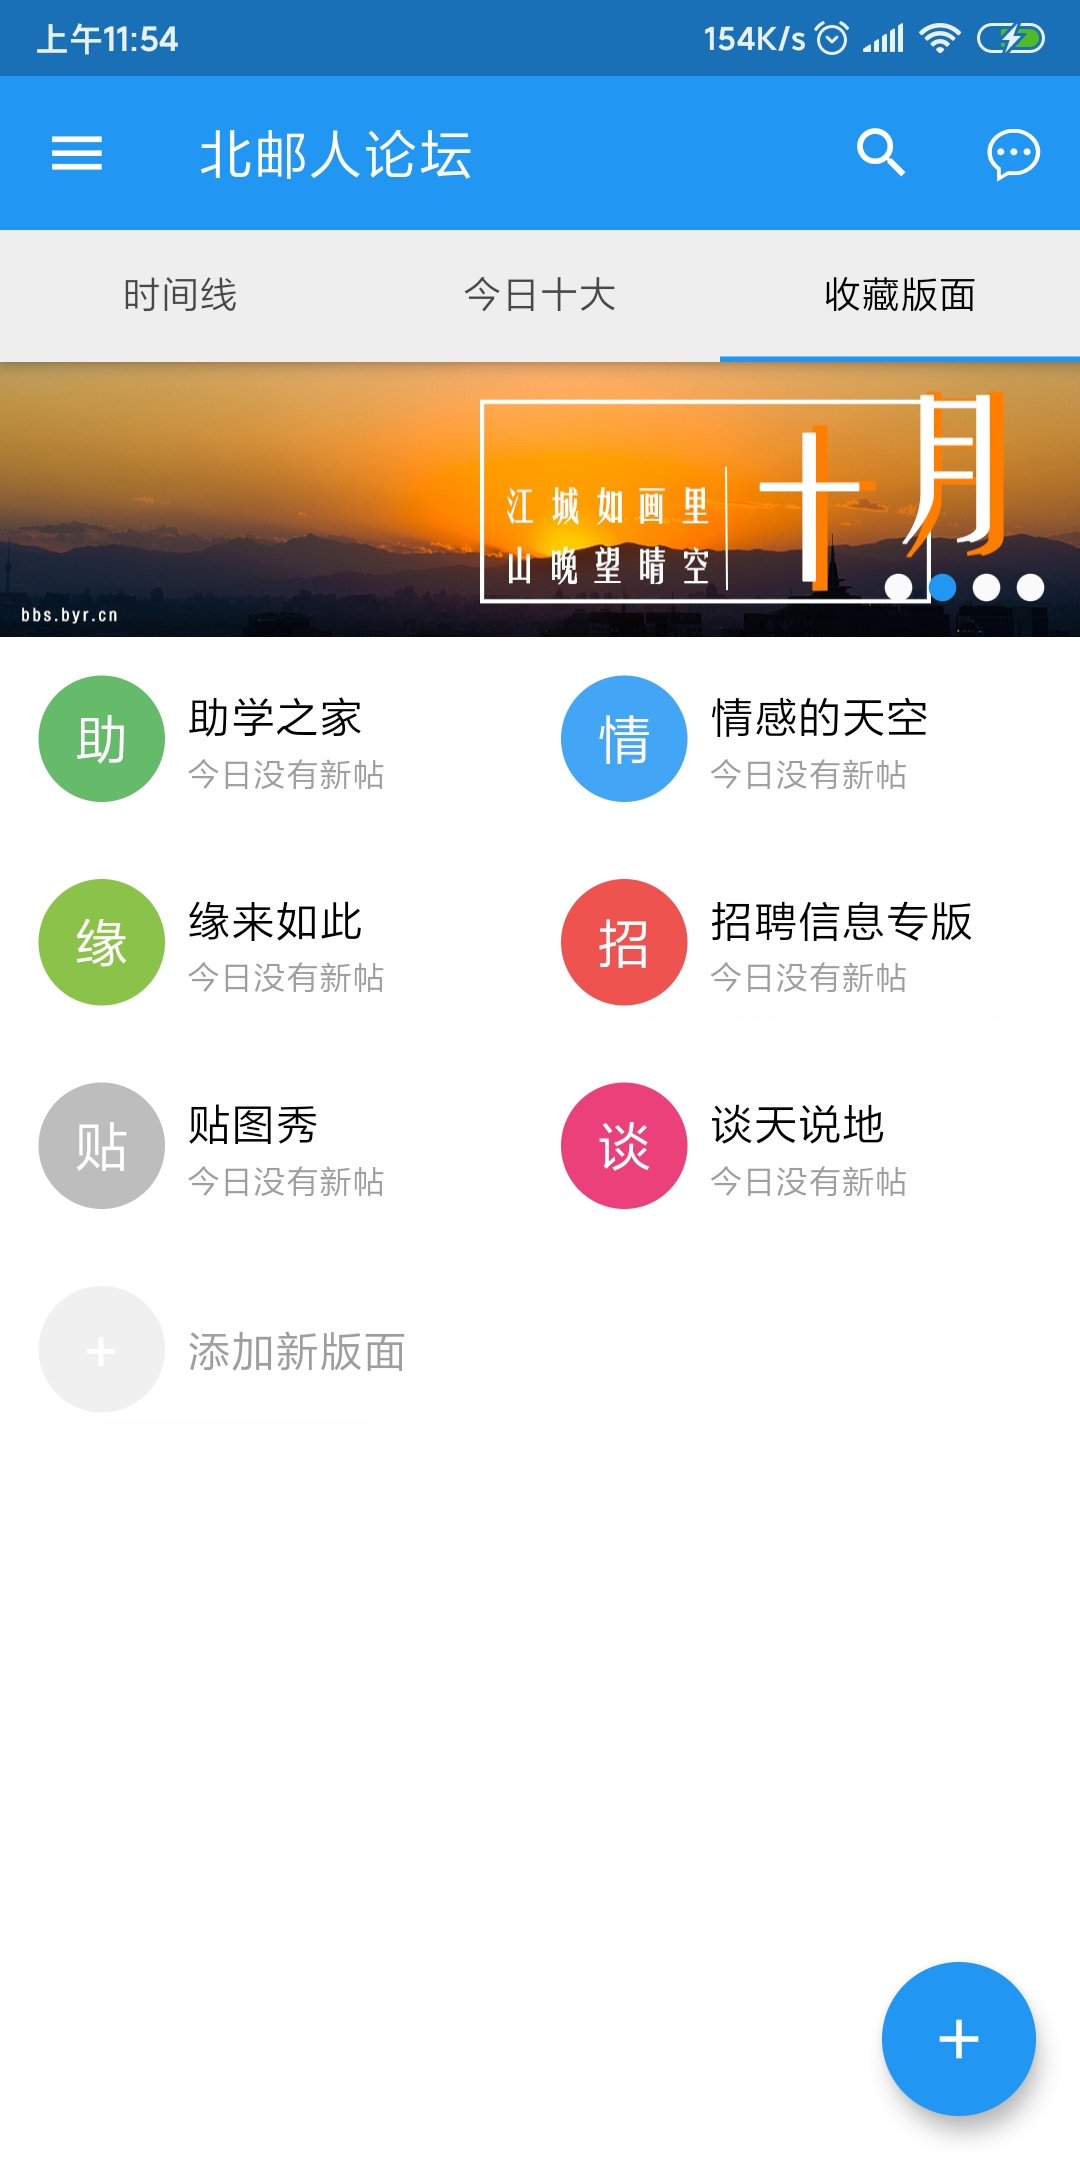 上午11:54
154K/s
北邮人论坛
时间线
今日十大
收藏版面
十月
江城如画里
山晚望晴空
bbs.byr.cn
助
助学之家
今日没有新帖
情
情感的天空
今日没有新帖
缘
缘来如此
今日没有新帖
招
招聘信息专版
今日没有新帖
贴
贴图秀
今日没有新帖
谈
谈天说地
今日没有新帖
+
添加新版面
+